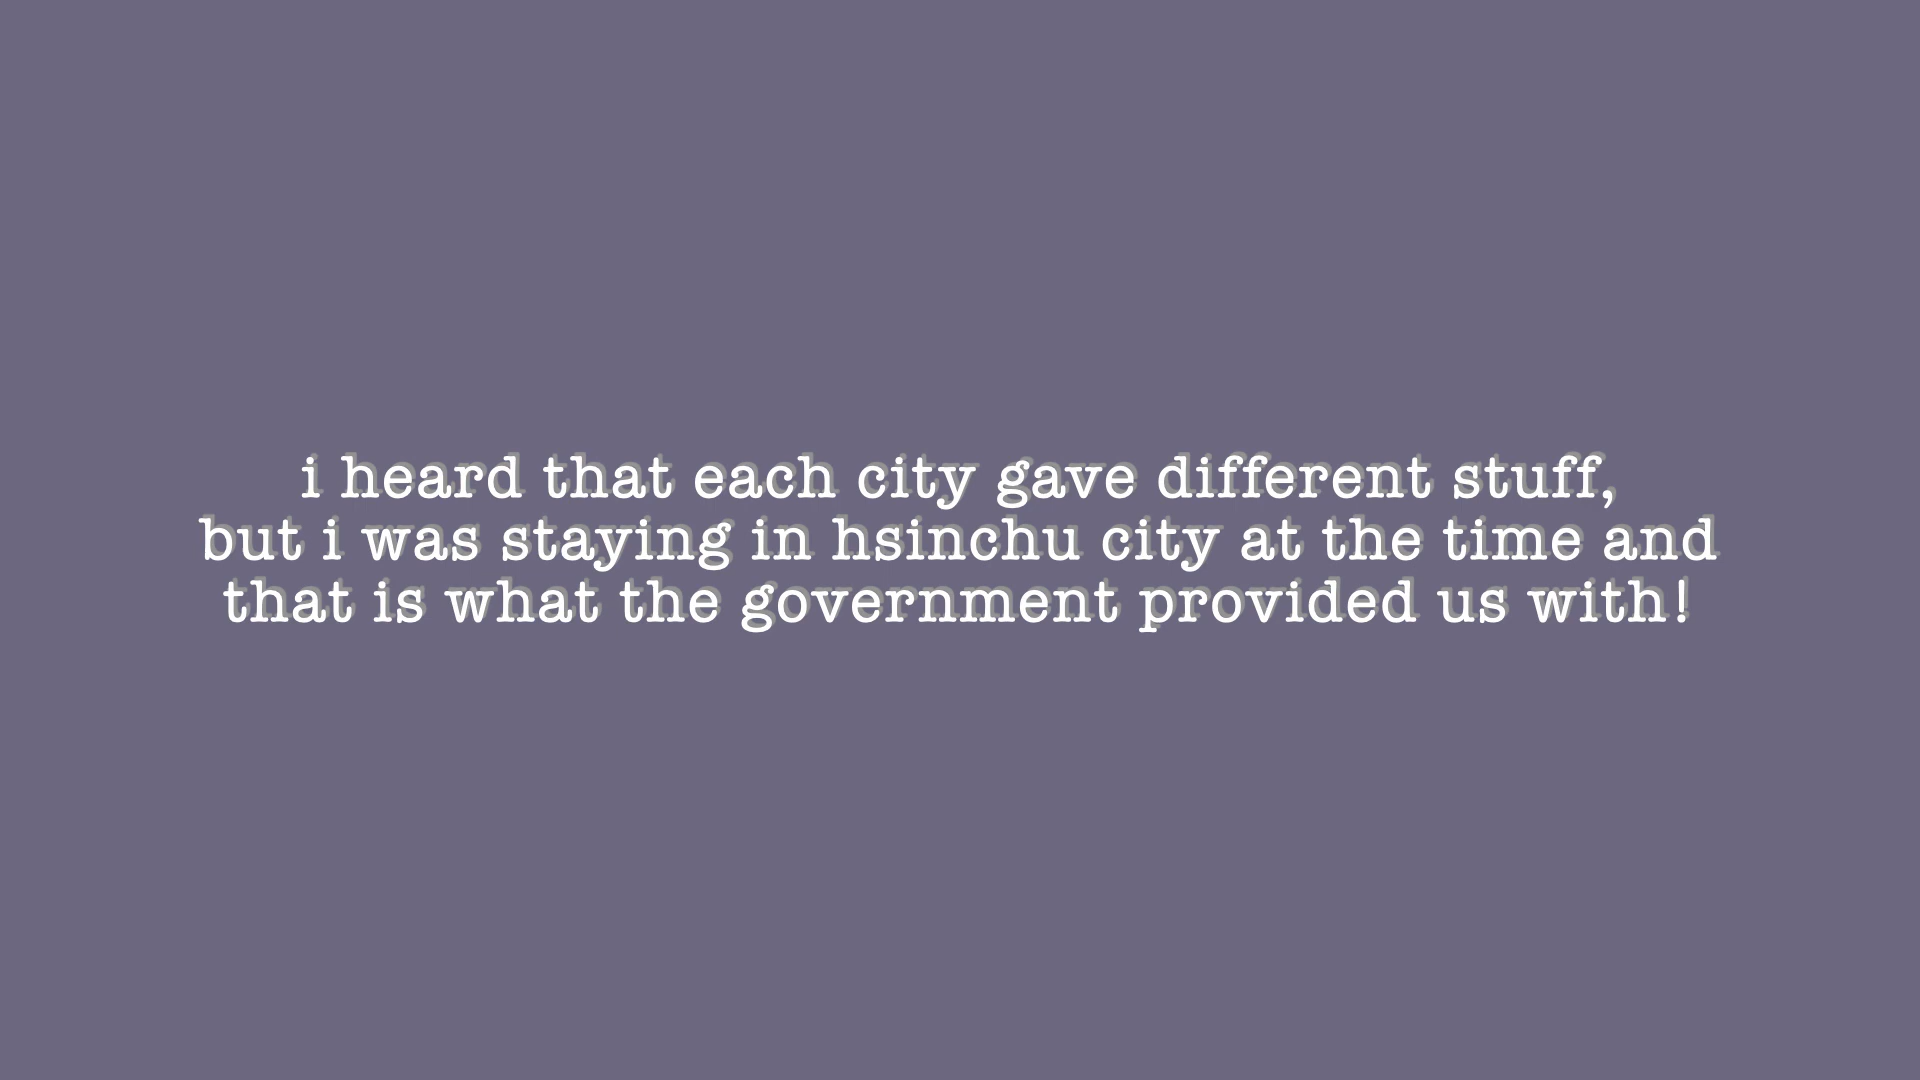 i heard that each city gave different stuff,
but i was staying in hsinchu city at the time and
that is what the government provided us with!